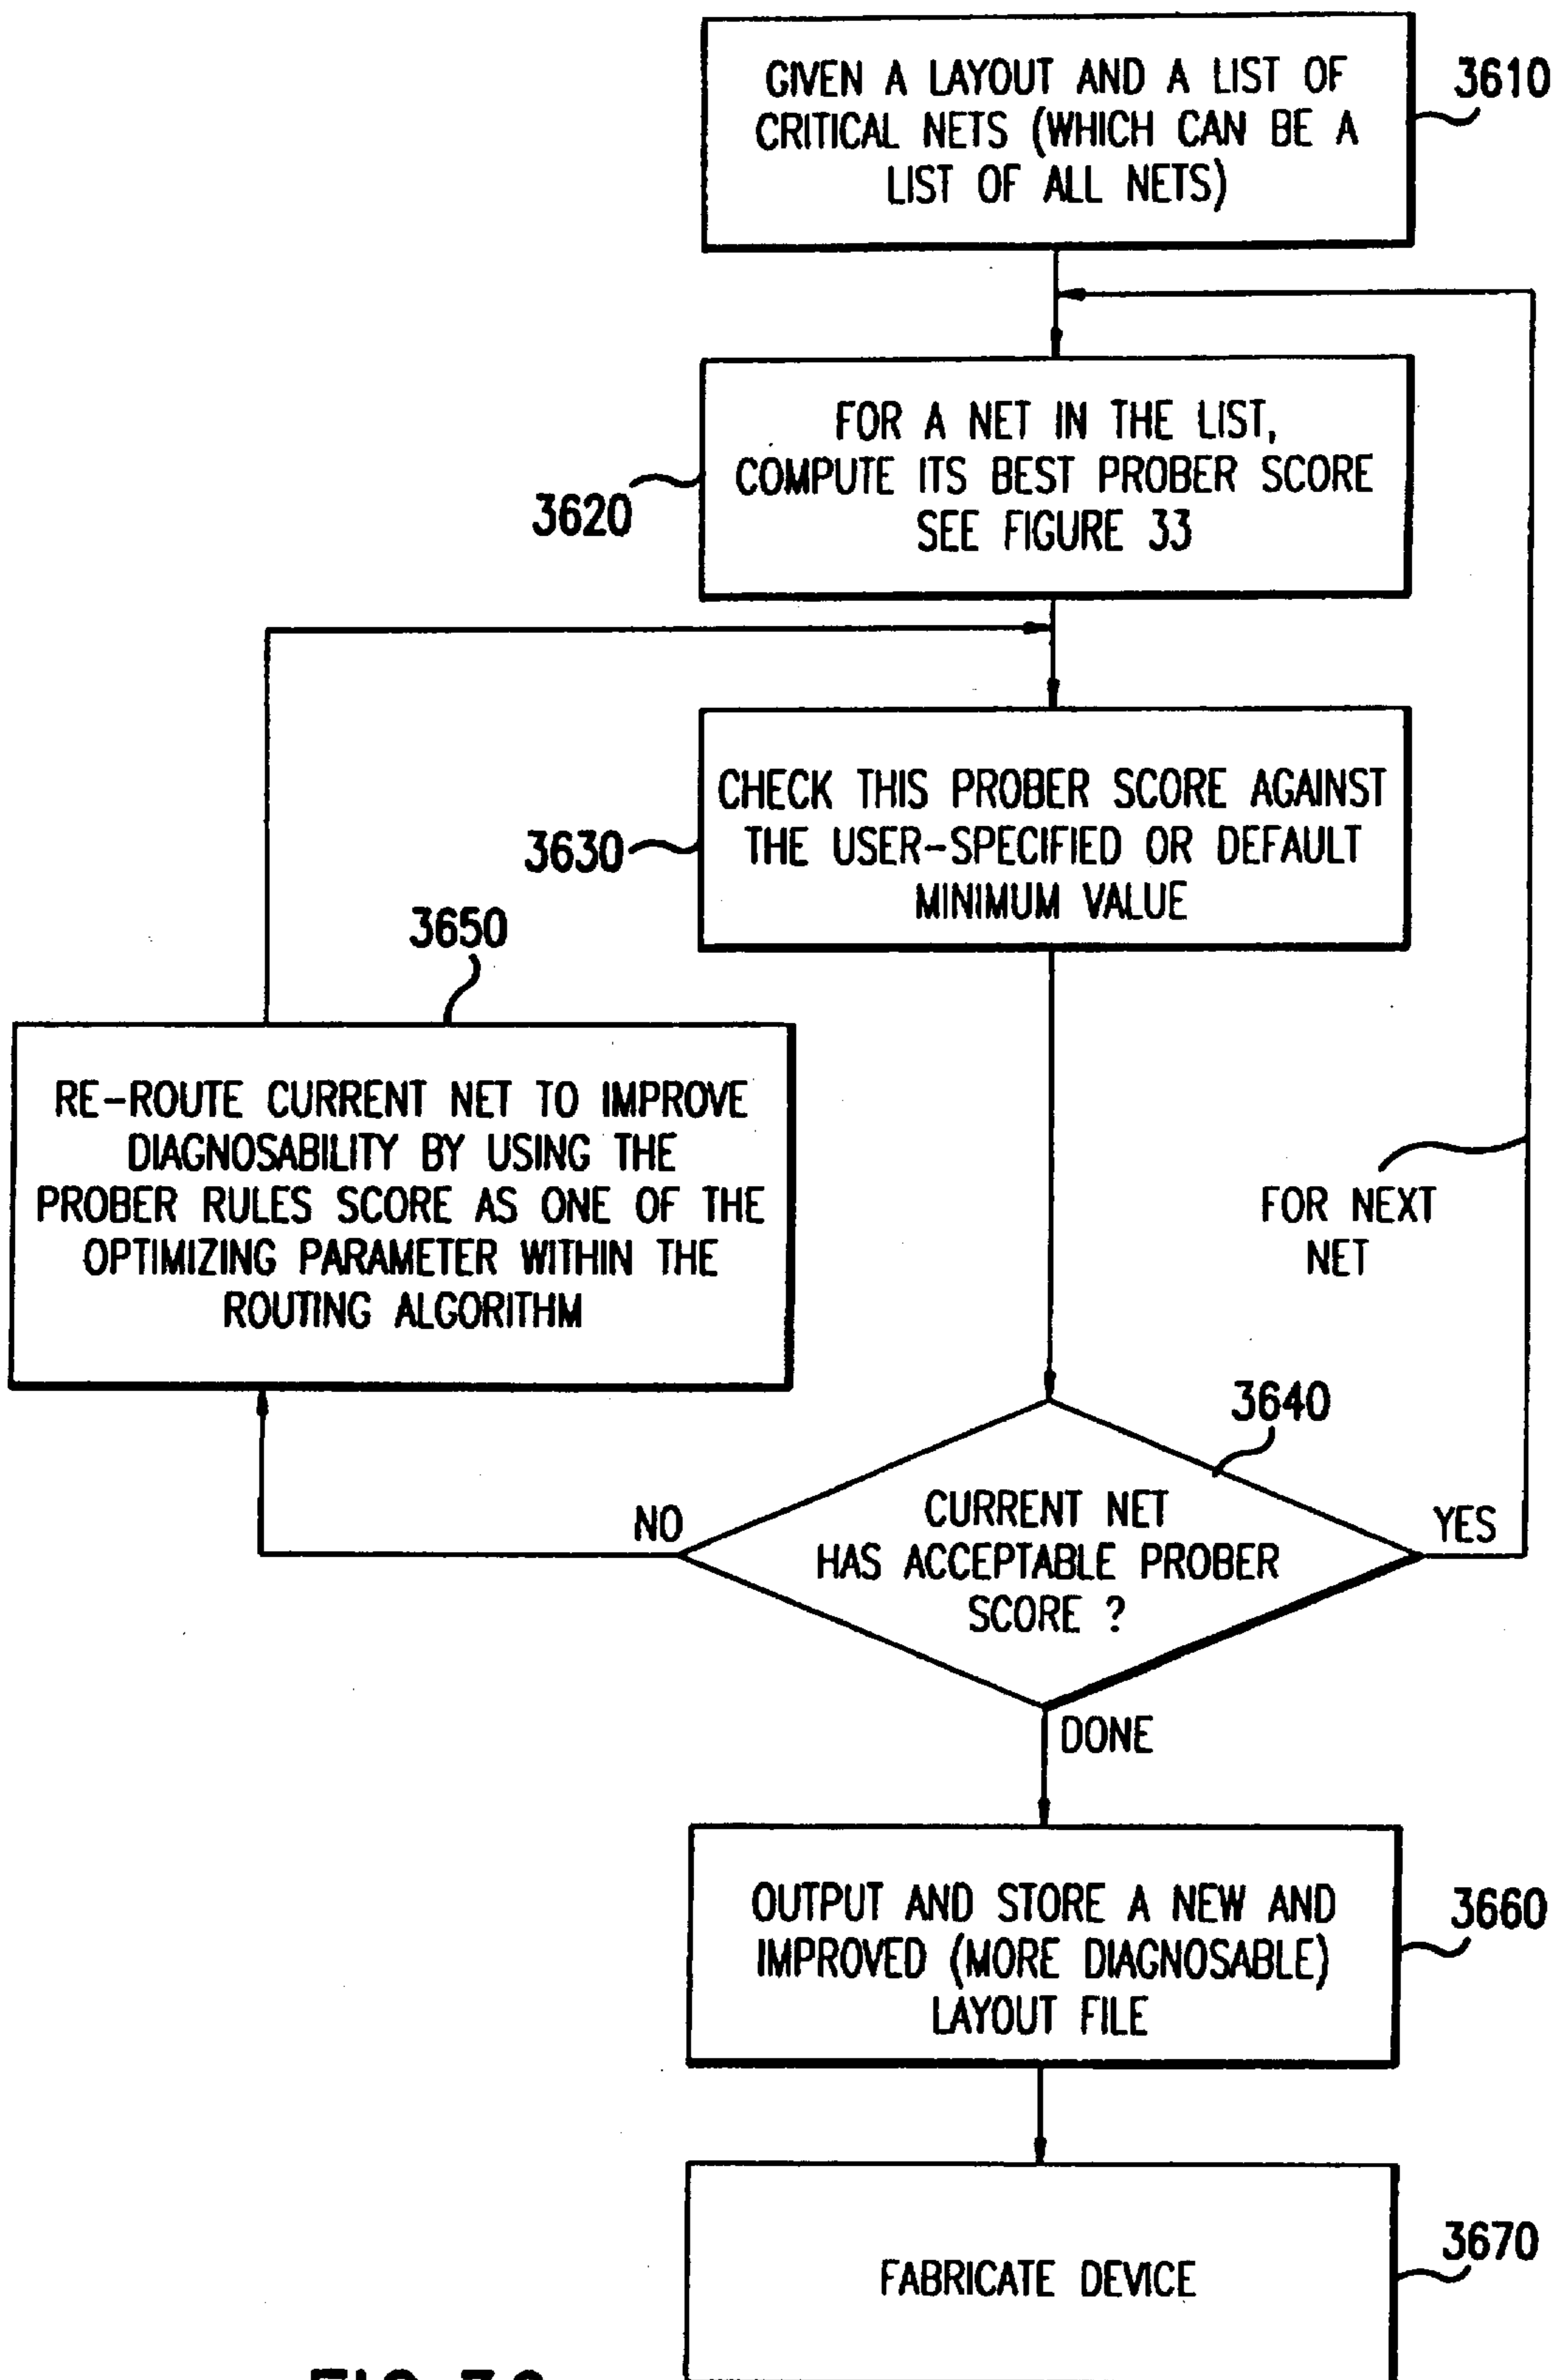 GIVEN A LAYOUT AND A LIST OF
CRITICAL NETS (WHICH CAN BE A
LIST OF ALL NETS)
3610
FOR A NET IN THE LIST,
COMPUTE ITS BEST PROBER SCORE
SEE FIGURE 33
3620
CHECK THIS PROBER SCORE AGAINST
THE USER-SPECIFIED OR DEFAULT
MINIMUM VALUE
3630
3650
RE-ROUTE CURRENT NET TO IMPROVE
DIAGNOSABILITY BY USING THE
PROBER RULES SCORE AS ONE OF THE
OPTIMIZING PARAMETER WITHIN THE
ROUTING ALGORITHM
FOR NEXT
NET
3640
NO
CURRENT NET
HAS ACCEPTABLE PROBER
SCORE ?
YES
DONE
OUTPUT AND STORE A NEW AND
IMPROVED (MORE DIAGNOSABLE)
LAYOUT FILE
3660
FABRICATE DEVICE
3670